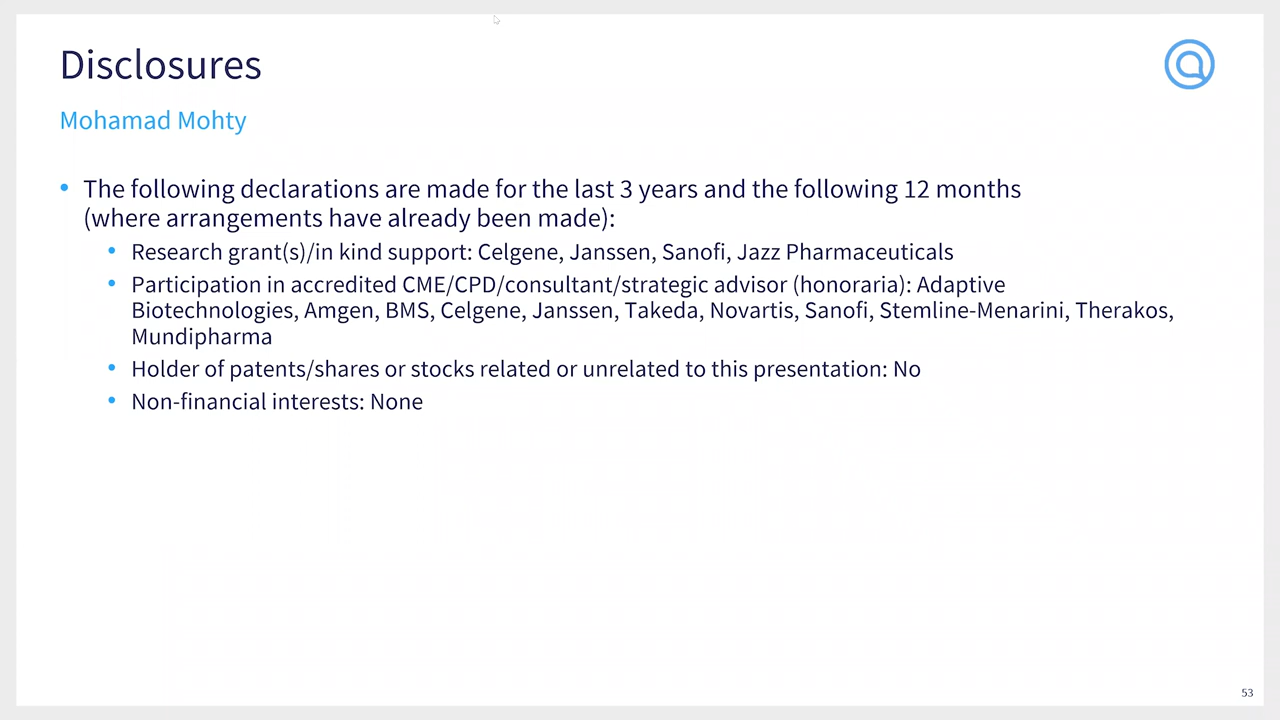 Disclosures
Mohamad Mohty
• The following declarations are made for the last 3 years and the following 12 months
(where arrangements have already been made):
• Research grant(s)/in kind support: Celgene, Janssen, Sanofi, Jazz Pharmaceuticals
• Participation in accredited CME/CPD/consultant/strategic advisor (honoraria): Adaptive
Biotechnologies, Amgen, BMS, Celgene, Janssen, Takeda, Novartis, Sanofi, Stemline-Menarini, Therakos,
Mundipharma
• Holder of patents/shares or stocks related or unrelated to this presentation: No
• Non-financial interests: None
53